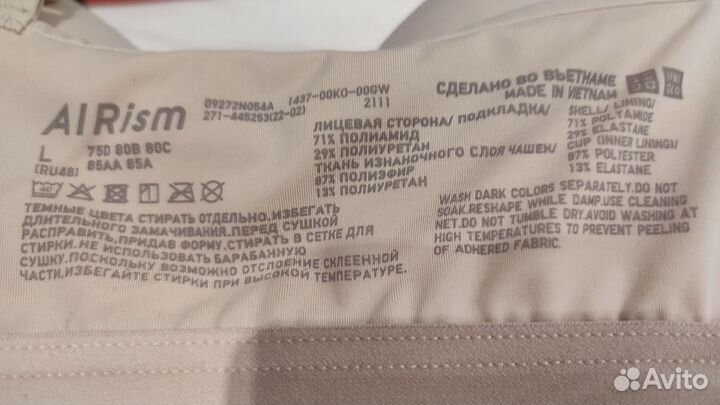 AIRism
09272N054A 1437-00K0-00GW
271-445253(22-02) 2111
L 75D 80B 80C
(RU48) 85AA 85A
40
ТЕМНЫЕ ЦВЕТА СТИРАТЬ ОТДЕЛЬНО.ИЗБЕГАТЬ
ДЛИТЕЛЬНОГО ЗАМАЧИВАНИЯ.ПЕРЕД СУШКОЙ
РАСПРАВИТЬ,ПРИДАВ ФОРМУ.СТИРАТЬ В СЕТКЕ ДЛЯ
СТИРКИ.НЕ ИСПОЛЬЗОВАТЬ БАРАБАННУЮ
СУШКУ.ПОСКОЛЬКУ ВОЗМОЖНО ОТСЛОЕНИЕ СКЛЕЕННОЙ
ЧАСТИ,ИЗБЕГАЙТЕ СТИРКИ ПРИ ВЫСОКОЙ ТЕМПЕРАТУРЕ.
ЛИЦЕВАЯ СТОРОНА/ ПОДКЛАДКА/
71% ПОЛИАМИД
29% ПОЛИУРЕТАН
ТКАНЬ ИЗНАНОЧНОГО СЛОЯ ЧАШЕК/
87% ПОЛИЭФИР
13% ПОЛИУРЕТАН
СДЕЛАНО ВО ВЬЕТНАМЕ
MADE IN VIETNAM
UNI
QLO
SHELL/ LINING/
71% POLYAMIDE
29% ELASTANE
CUP (INNER LINING)/
87% POLYESTER
13% ELASTANE
WASH DARK COLORS SEPARATELY.DO NOT
SOAK.RESHAPE WHILE DAMP.USE CLEANING
NET.DO NOT TUMBLE DRY.AVOID WASHING AT
HIGH TEMPERATURES TO PREVENT PEELING
OF ADHERED FABRIC.
Avito